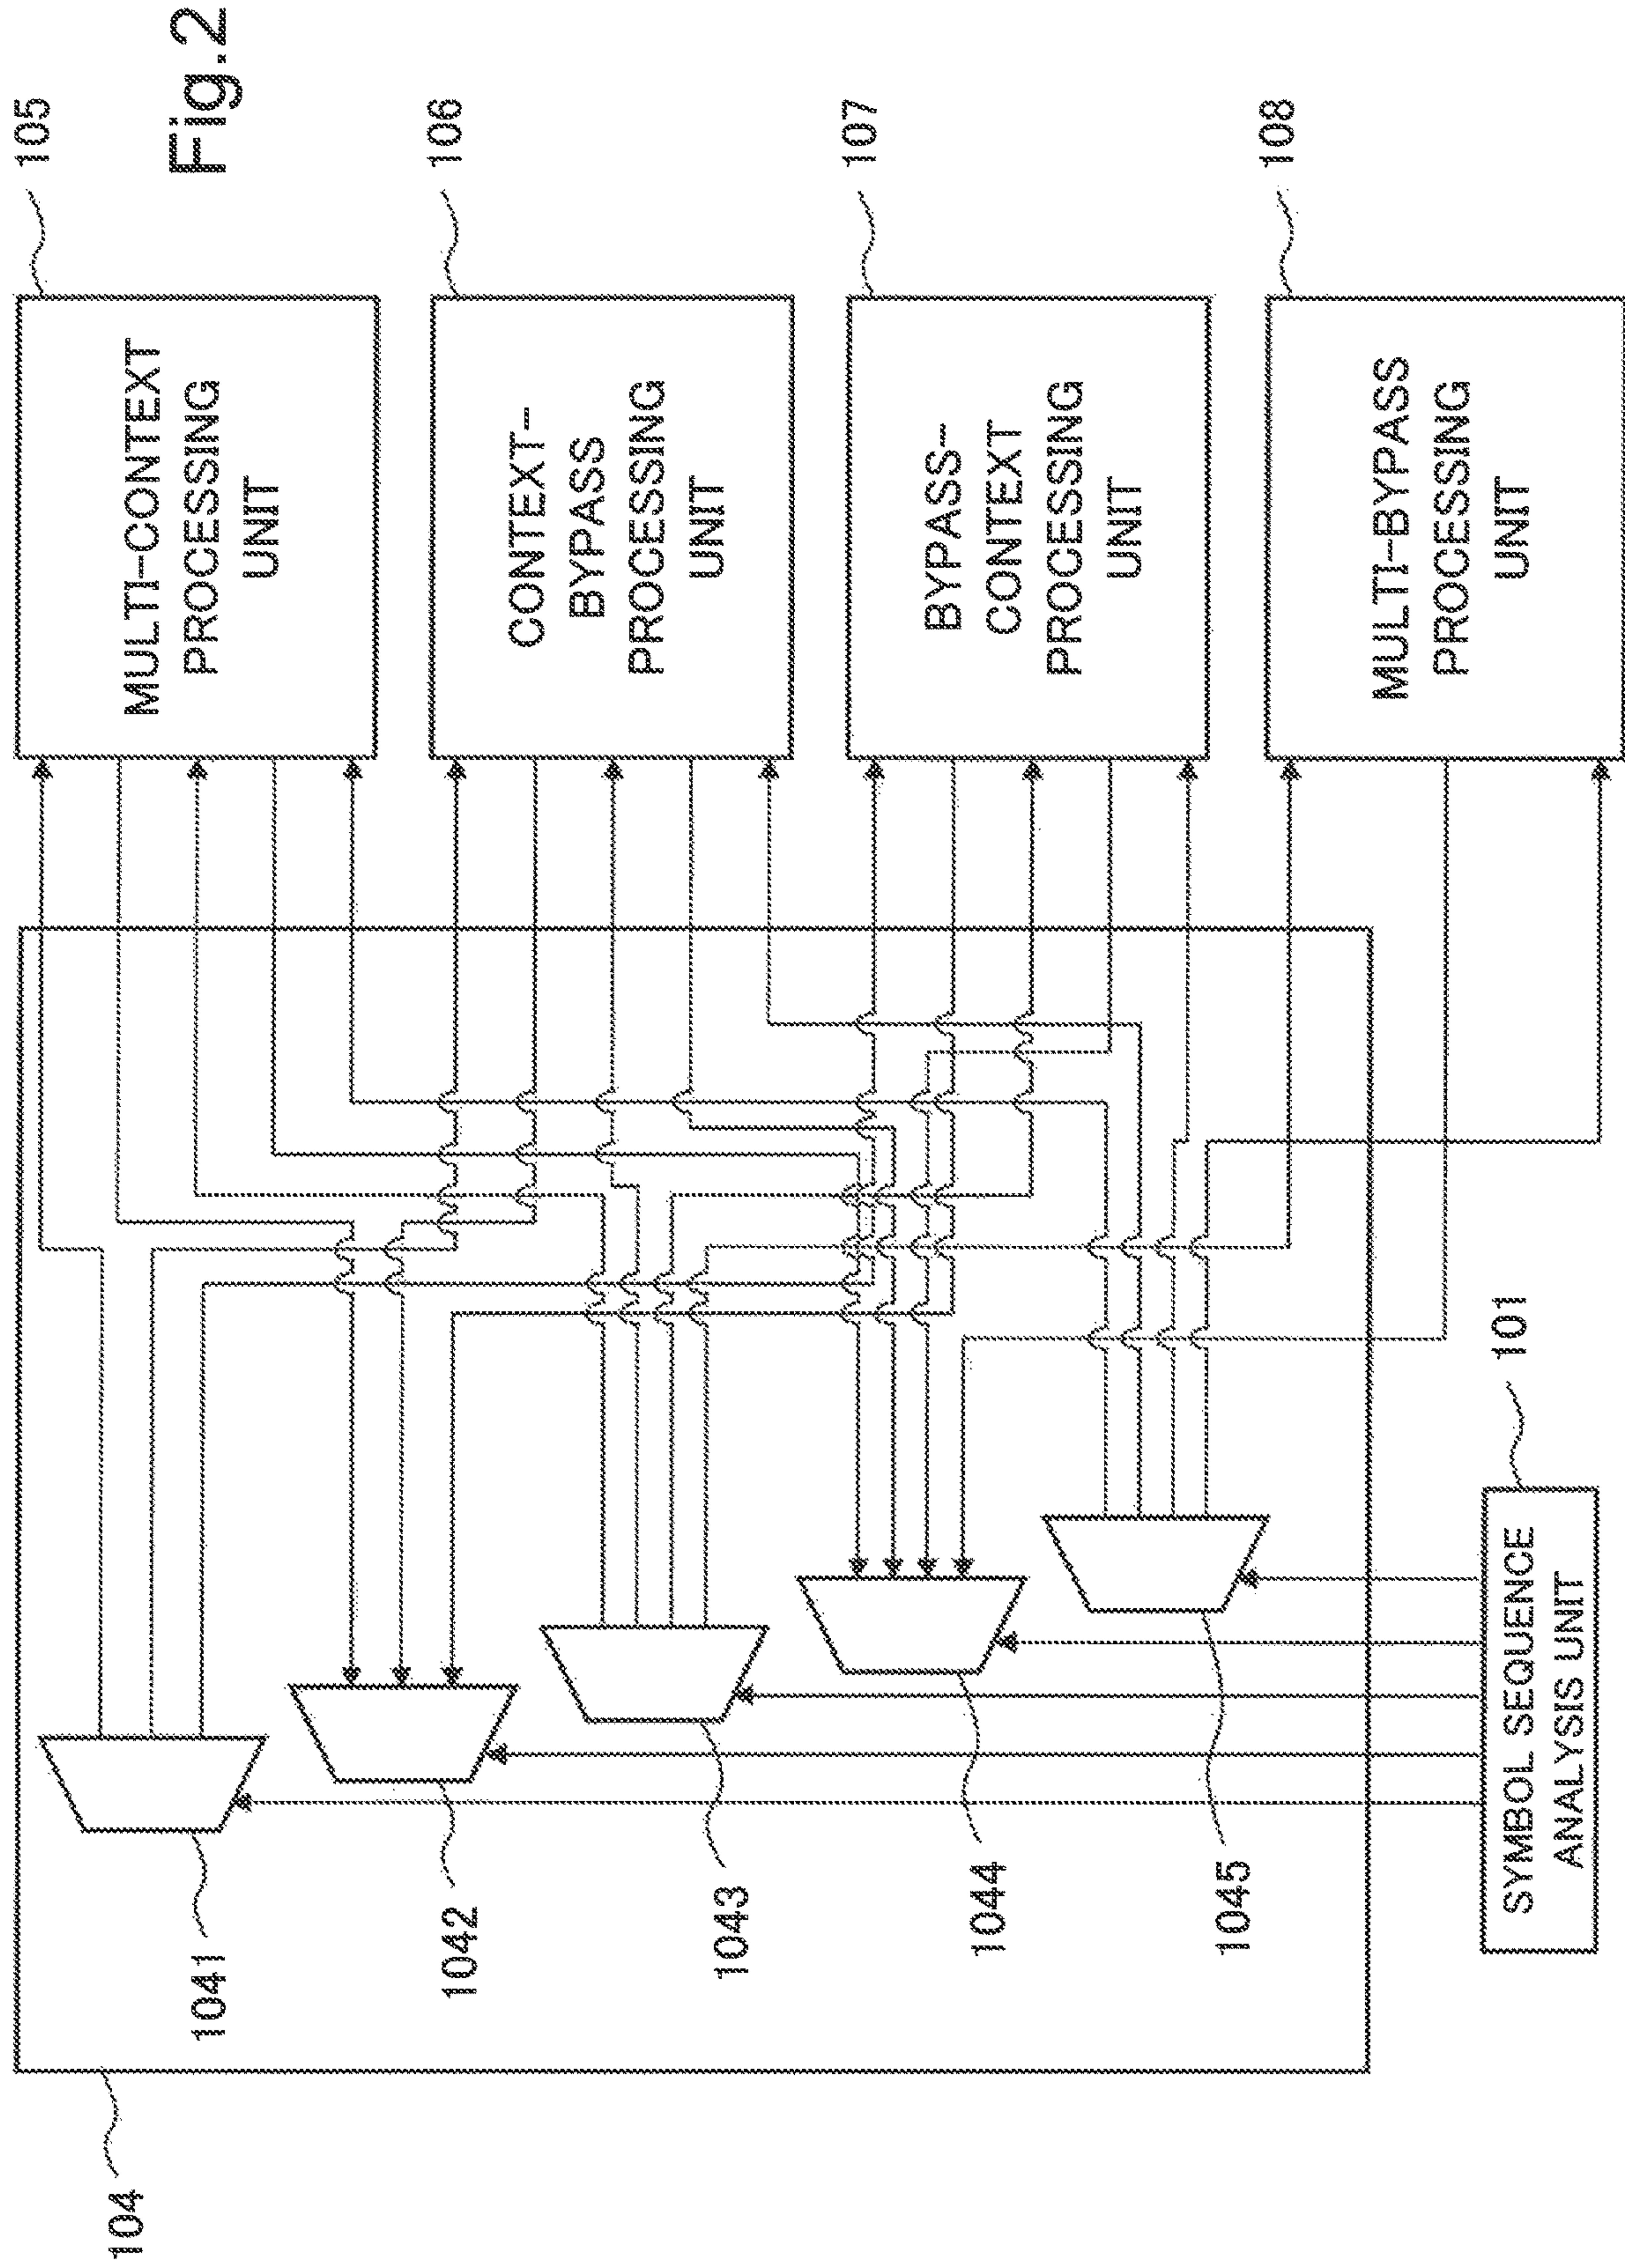 Fig.2
105
MULTI-CONTEXT
PROCESSING
UNIT
106
CONTEXT-
BYPASS
PROCESSING
UNIT
107
BYPASS-
CONTEXT
PROCESSING
UNIT
108
MULTI-BYPASS
PROCESSING
UNIT
104
1041
1042
1043
1044
1045
101
SYMBOL SEQUENCE
ANALYSIS UNIT